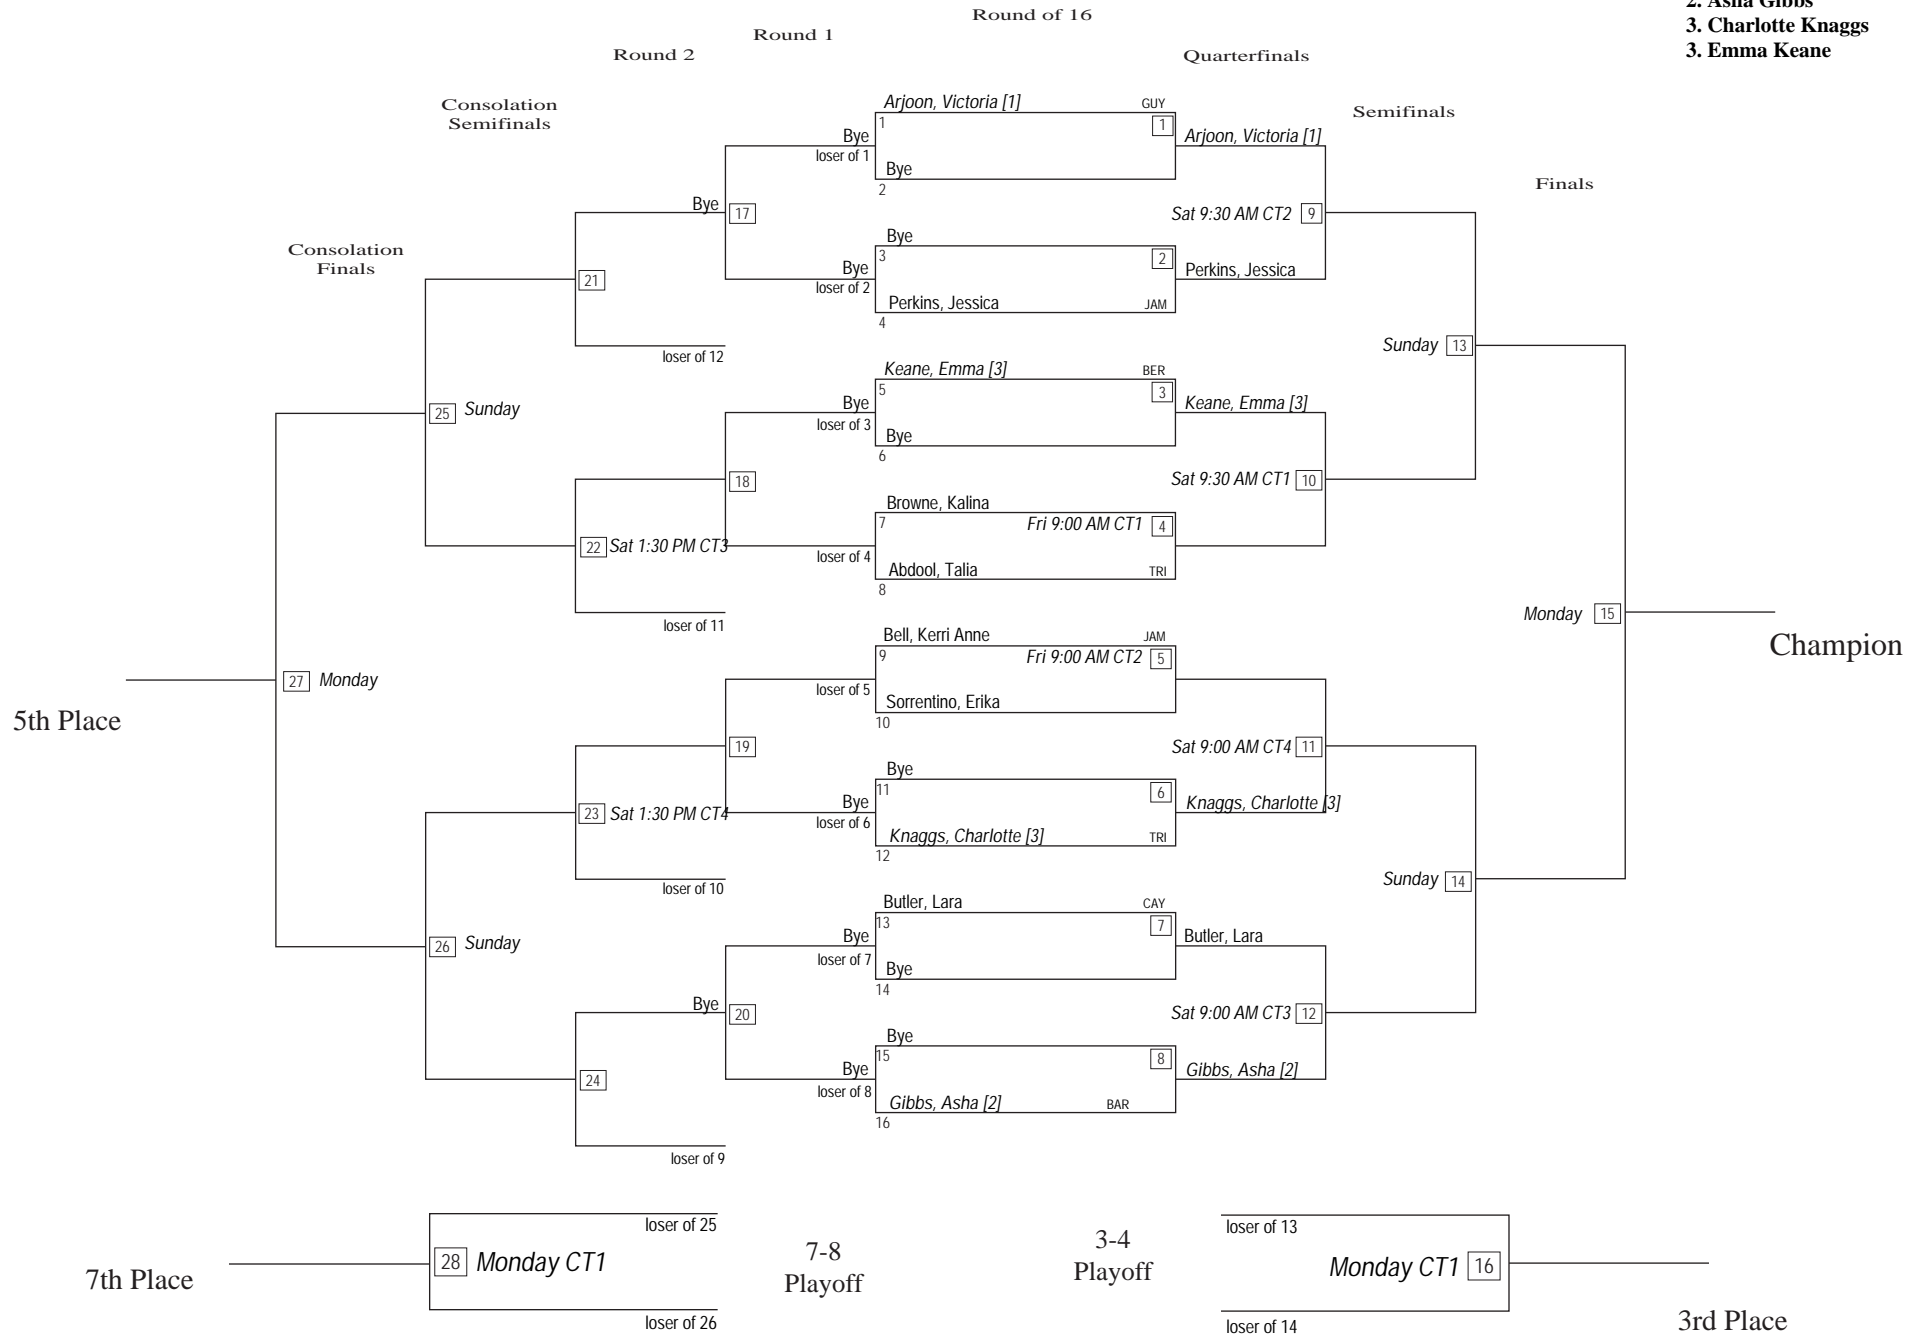 Round of 16
2. Asha Gibbs
3. Charlotte Knaggs
3. Emma Keane
Round 1
Round 2
Quarterfinals
Consolation
Semifinals
Semifinals
Finals
Consolation
Finals
Arjoon, Victoria [1] GUY
1 1
Bye
loser of 1
Arjoon, Victoria [1]
Bye
2
Bye 17
Sat 9:30 AM CT2 9
Bye
3 2
Bye
loser of 2
Perkins, Jessica
Perkins, Jessica JAM
4
21
loser of 12
Sunday 13
Keane, Emma [3] BER
5 3
Bye
loser of 3
Keane, Emma [3]
Bye
6
25 Sunday
18
Sat 9:30 AM CT1 10
Browne, Kalina
7 Fri 9:00 AM CT1 4
22 Sat 1:30 PM CT3
loser of 4
Abdool, Talia TRI
8
loser of 11
Monday 15
Champion
Bell, Kerri Anne JAM
9 Fri 9:00 AM CT2 5
27 Monday
5th Place
loser of 5
Sorrentino, Erika
10
19
Sat 9:00 AM CT4 11
Bye
11 6
23 Sat 1:30 PM CT4
Bye
loser of 6
Knaggs, Charlotte [3]
Knaggs, Charlotte [3] TRI
12
loser of 10
Sunday 14
Butler, Lara CAY
13 7
26 Sunday
Bye
loser of 7
Butler, Lara
Bye
14
Bye 20
Sat 9:00 AM CT3 12
Bye
15 8
24
Bye
loser of 8
Gibbs, Asha [2]
Gibbs, Asha [2] BAR
16
loser of 9
loser of 25
28 Monday CT1
7th Place
loser of 26
7-8
Playoff
3-4
Playoff
loser of 13
Monday CT1 16
loser of 14
3rd Place